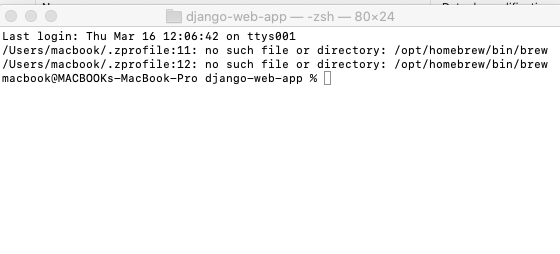 django-web-app — -zsh — 80×24
Last login: Thu Mar 16 12:06:42 on ttys001
/Users/macbook/.zprofile:11: no such file or directory: /opt/homebrew/bin/brew
/Users/macbook/.zprofile:12: no such file or directory: /opt/homebrew/bin/brew
macbook@MACBOOKs-MacBook-Pro django-web-app %